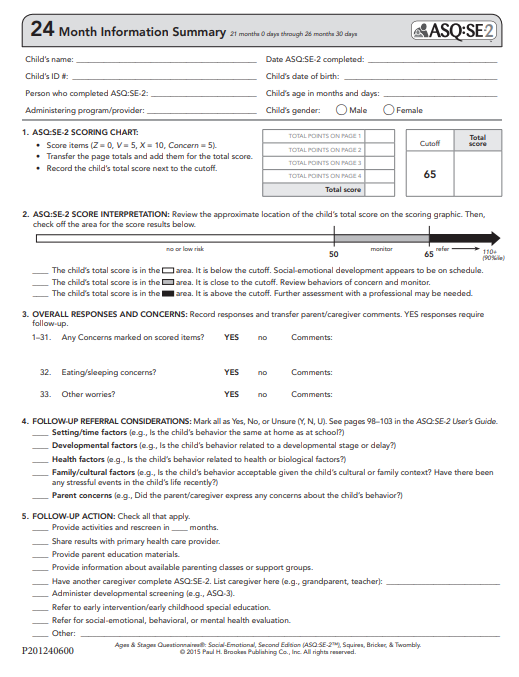 24 Month Information Summary 21 months 0 days through 26 months 30 days
ASQ:SE-2™
Child's name: Date ASQ:SE-2 completed:
Child's ID #: Child's date of birth:
Person who completed ASQ:SE-2: Child's age in months and days:
Administering program/provider: Child's gender: Male Female
1. ASQ:SE-2 SCORING CHART:
• Score items (Z = 0, V = 5, X = 10, Concern = 5).
• Transfer the page totals and add them for the total score.
• Record the child's total score next to the cutoff.
TOTAL POINTS ON PAGE 1
TOTAL POINTS ON PAGE 2
TOTAL POINTS ON PAGE 3
TOTAL POINTS ON PAGE 4
Total score
Cutoff Total score
65
2. ASQ:SE-2 SCORE INTERPRETATION: Review the approximate location of the child's total score on the scoring graphic. Then,
check off the area for the score results below.
no or low risk monitor refer
50 65 110+
(90%ile)
____ The child's total score is in the area. It is below the cutoff. Social-emotional development appears to be on schedule.
____ The child's total score is in the area. It is close to the cutoff. Review behaviors of concern and monitor.
____ The child's total score is in the area. It is above the cutoff. Further assessment with a professional may be needed.
3. OVERALL RESPONSES AND CONCERNS: Record responses and transfer parent/caregiver comments. YES responses require
follow-up.
1–31. Any Concerns marked on scored items? YES no Comments:
32. Eating/sleeping concerns? YES no Comments:
33. Other worries? YES no Comments:
4. FOLLOW-UP REFERRAL CONSIDERATIONS: Mark all as Yes, No, or Unsure (Y, N, U). See pages 98–103 in the ASQ:SE-2 User's Guide.
____ Setting/time factors (e.g., Is the child's behavior the same at home as at school?)
____ Developmental factors (e.g., Is the child's behavior related to a developmental stage or delay?)
____ Health factors (e.g., Is the child's behavior related to health or biological factors?)
____ Family/cultural factors (e.g., Is the child's behavior acceptable given the child's cultural or family context? Have there been
any stressful events in the child's life recently?)
____ Parent concerns (e.g., Did the parent/caregiver express any concerns about the child's behavior?)
5. FOLLOW-UP ACTION: Check all that apply.
____ Provide activities and rescreen in ____ months.
____ Share results with primary health care provider.
____ Provide parent education materials.
____ Provide information about available parenting classes or support groups.
____ Have another caregiver complete ASQ:SE-2. List caregiver here (e.g., grandparent, teacher):
____ Administer developmental screening (e.g., ASQ-3).
____ Refer to early intervention/early childhood special education.
____ Refer for social-emotional, behavioral, or mental health evaluation.
____ Other:
P201240600
Ages & Stages Questionnaires®: Social-Emotional, Second Edition (ASQ:SE-2™), Squires, Bricker, & Twombly.
© 2015 Paul H. Brookes Publishing Co., Inc. All rights reserved.